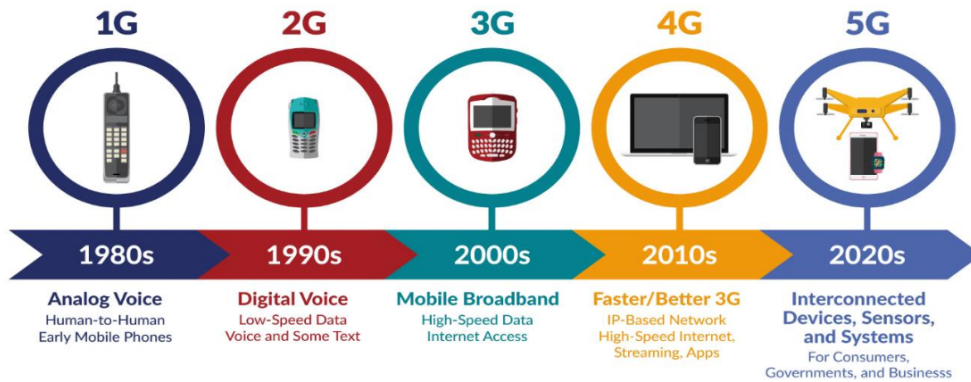 1G
2G
3G
4G
5G
1980s
1990s
2000s
2010s
2020s
Analog Voice
Human-to-Human
Early Mobile Phones
Digital Voice
Low-Speed Data
Voice and Some Text
Mobile Broadband
High-Speed Data
Internet Access
Faster/Better 3G
IP-Based Network
High-Speed Internet,
Streaming, Apps
Interconnected
Devices, Sensors,
and Systems
For Consumers,
Governments, and Businesss